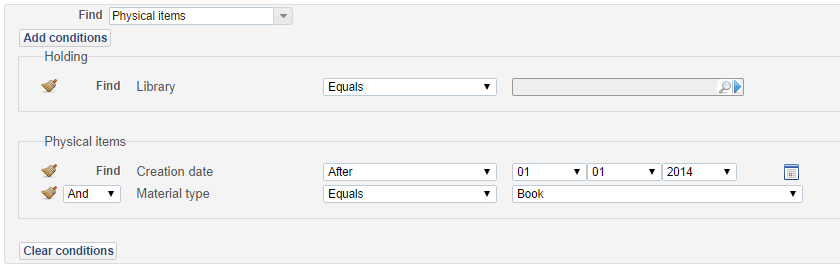 Find Physical items
Add conditions
Holding
Find Library Equals
Physical items
Find Creation date After 01 01 2014
And Material type Equals Book
Clear conditions